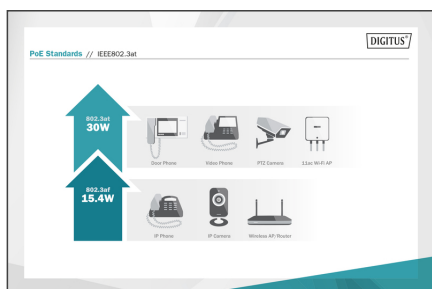 DIGITUS®
PoE Standards // IEEE802.3at
802.3at
30W
Door Phone
Video Phone
PTZ Camera
11ac Wi-Fi AP
802.3af
15.4W
IP Phone
IP Camera
Wireless AP/Router